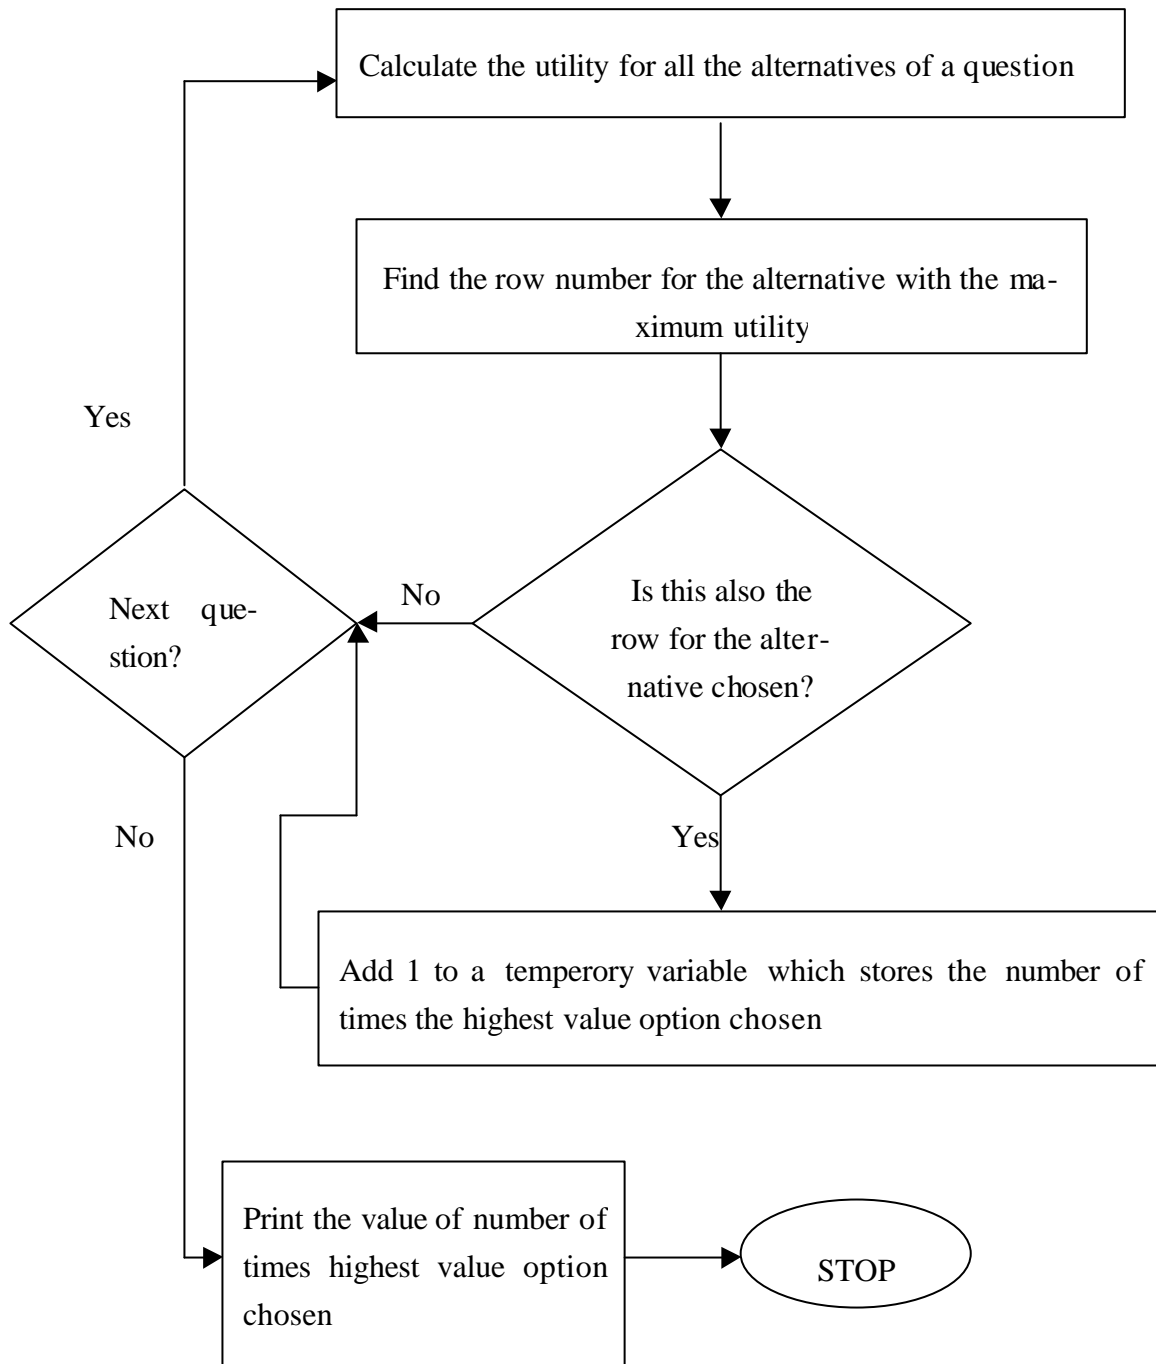 Calculate the utility for all the alternatives of a question
Find the row number for the alternative with the ma-
ximum utility
Yes
Next que-
stion?
No
Is this also the
row for the alter-
native chosen?
No
Yes
Add 1 to a temperory variable which stores the number of
times the highest value option chosen
Print the value of number of
times highest value option
chosen
STOP